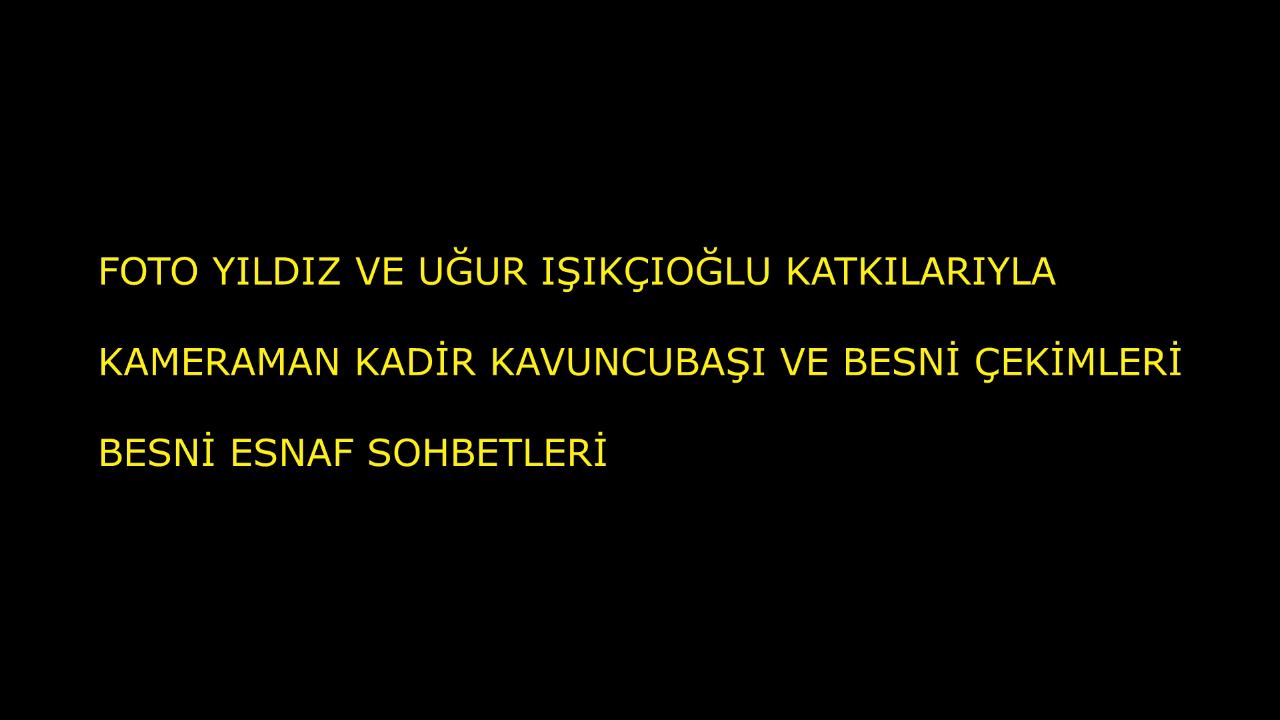 FOTO YILDIZ VE UĞUR IŞIKÇIOĞLU KATKILARIYLA
KAMERAMAN KADİR KAVUNCUBAŞI VE BESNİ ÇEKİMLERİ
BESNİ ESNAF SOHBETLERİ